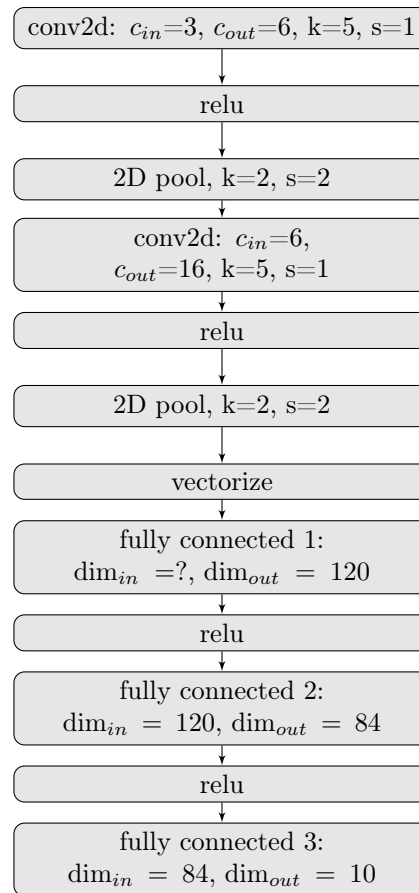 conv2d: c_in=3, c_out=6, k=5, s=1
relu
2D pool, k=2, s=2
conv2d: c_in=6,
c_out=16, k=5, s=1
relu
2D pool, k=2, s=2
vectorize
fully connected 1:
dim_in =?, dim_out = 120
relu
fully connected 2:
dim_in = 120, dim_out = 84
relu
fully connected 3:
dim_in = 84, dim_out = 10